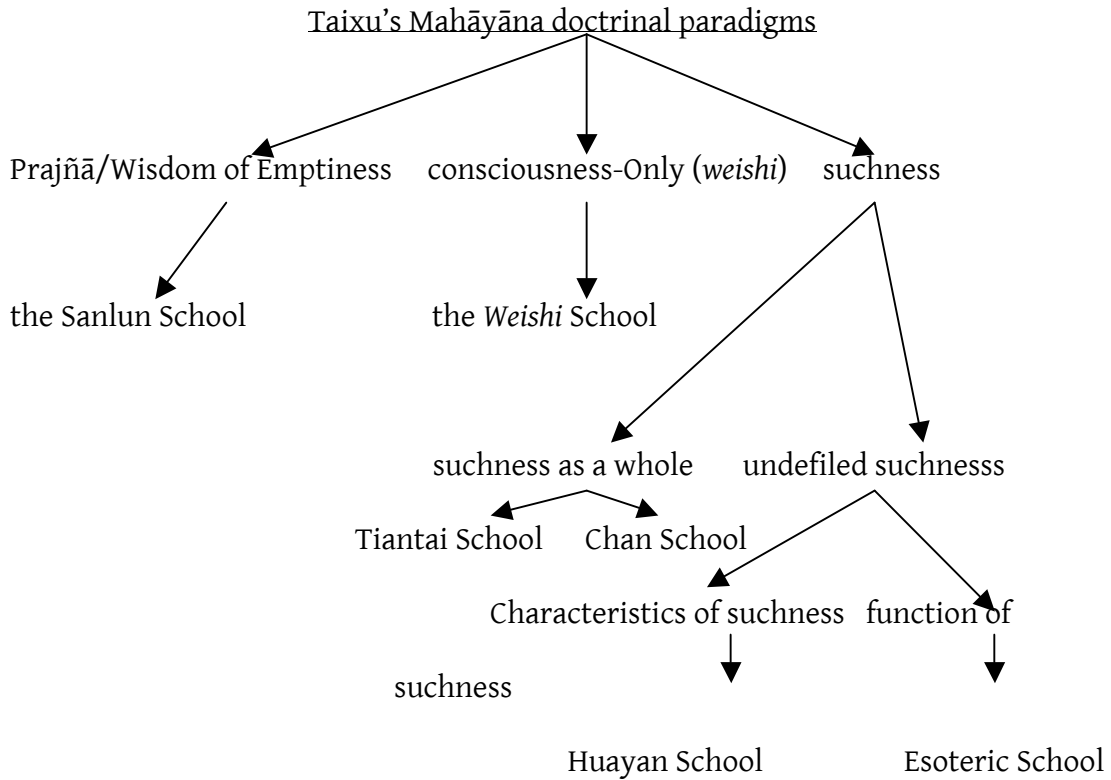 Taixu’s Mahāyāna doctrinal paradigms
Prajñā/Wisdom of Emptiness consciousness-Only (weishi) suchness
the Sanlun School the Weishi School
suchness as a whole undefiled suchnesss
Tiantai School Chan School
Characteristics of suchness function of
suchness
Huayan School Esoteric School